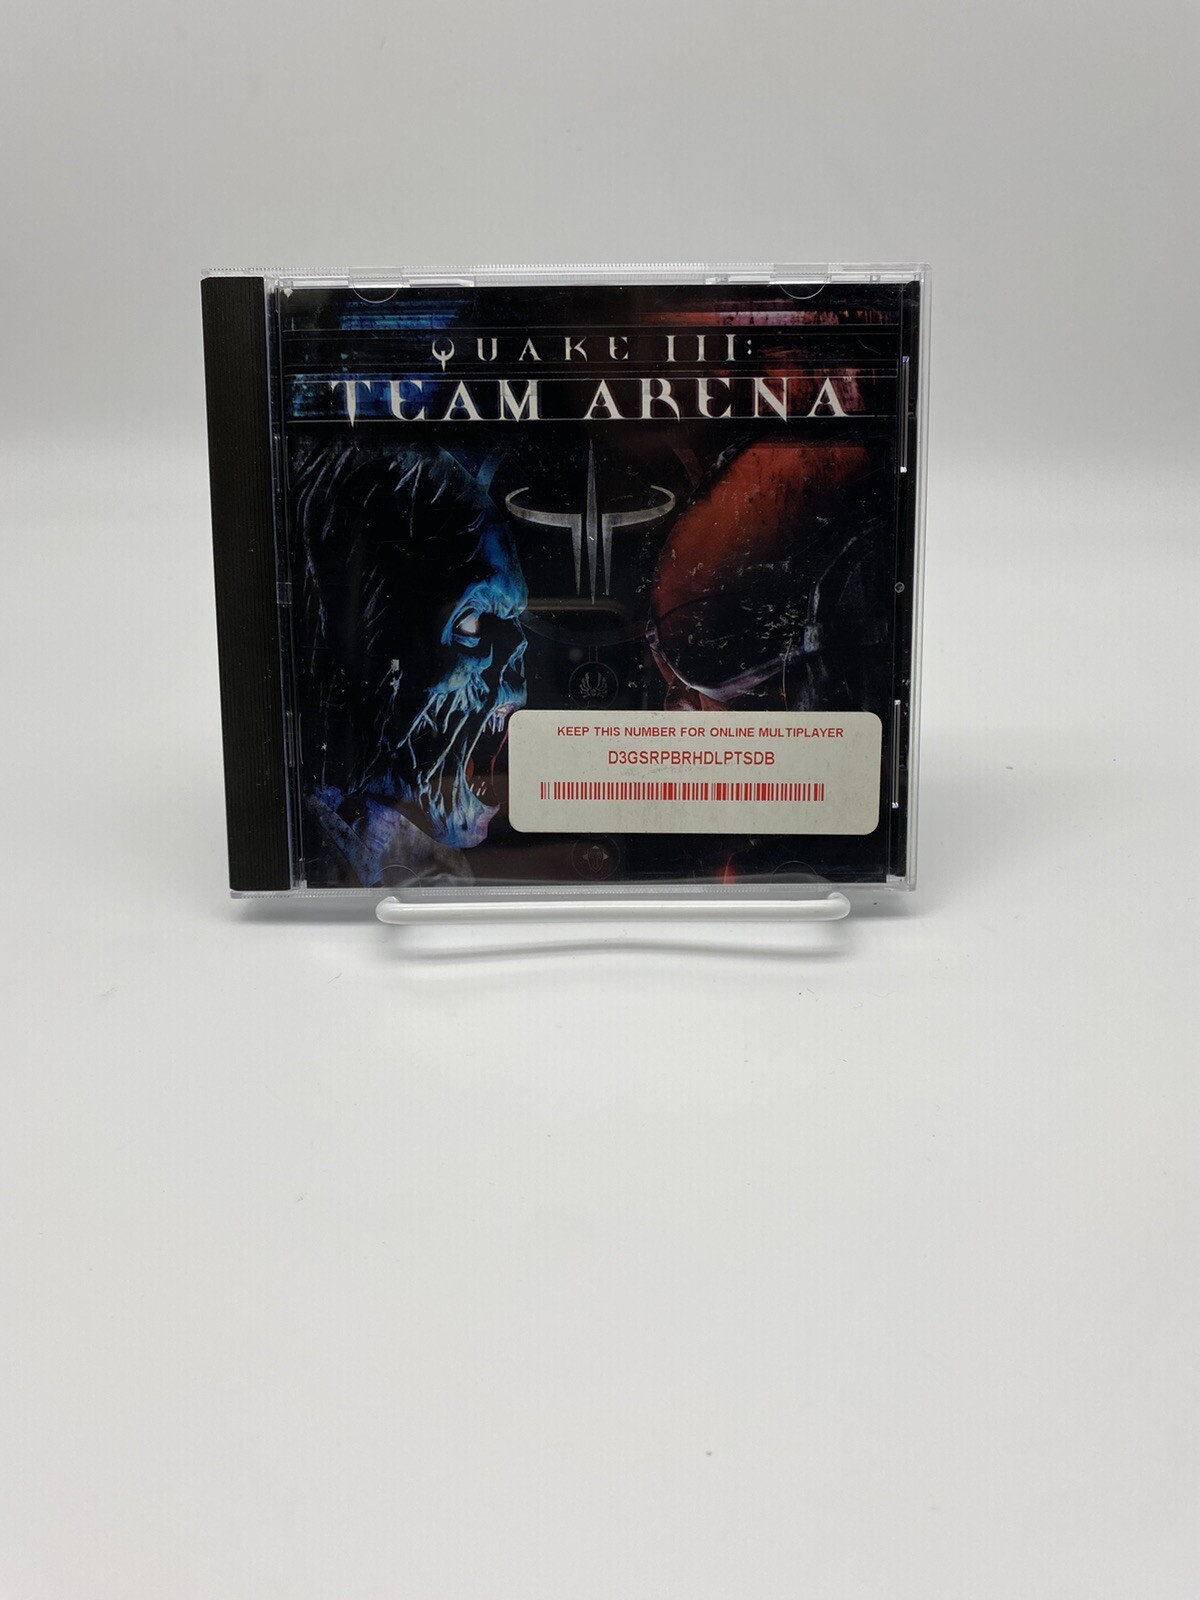 QUAKE III:
TEAM ARENA
KEEP THIS NUMBER FOR ONLINE MULTIPLAYER
D3GSRPBRHDLPTSDB